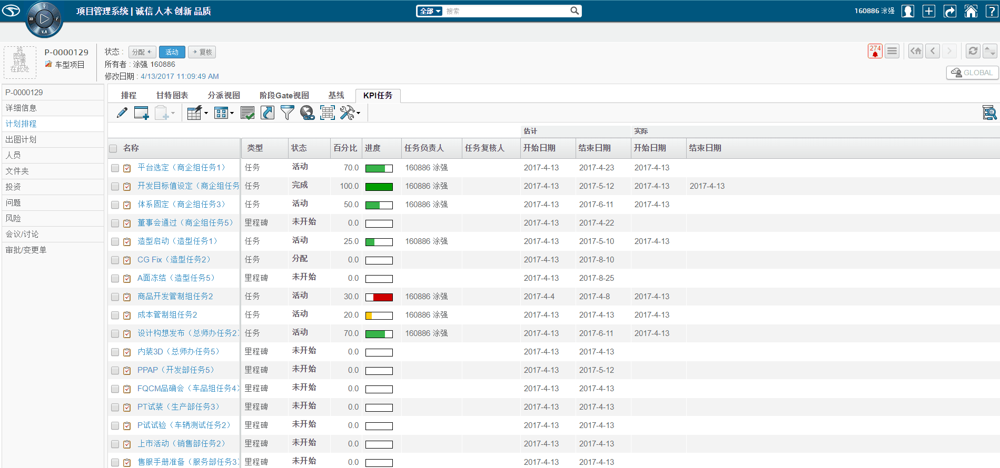 项目管理系统 | 诚信 人本 创新 品质
全部
搜索
160886 涂强
3D
V.R
将
图像
放置
在此处
P-0000129
车型项目
状态 : 分配 活动 复核
所有者 : 涂强 160886
修改日期 : 4/13/2017 11:09:49 AM
274
GLOBAL
P-0000129
详细信息
计划排程
出图计划
人员
文件夹
投资
问题
风险
会议/讨论
审批/变更单
排程 甘特图表 分派视图 阶段Gate视图 基线 KPI任务
估计 实际
名称 类型 状态 百分比 进度 任务负责人 任务复核人 开始日期 结束日期 开始日期 结束日期
平台选定（商企组任务1） 任务 活动 70.0 160886 涂强 2017-4-13 2017-4-23 2017-4-13
开发目标值设定（商企组任务 任务 完成 100.0 160886 涂强 2017-4-13 2017-5-12 2017-4-13 2017-4-13
体系固定（商企组任务3） 任务 活动 50.0 160886 涂强 2017-4-13 2017-6-11 2017-4-13
董事会通过（商企组任务5） 里程碑 未开始 0.0 2017-4-13 2017-4-22
造型启动（造型任务1） 任务 活动 25.0 160886 涂强 2017-4-13 2017-5-10 2017-4-13
CG Fix（造型任务2） 任务 分配 0.0 2017-4-13 2017-8-10
A面冻结（造型任务5） 里程碑 未开始 0.0 2017-4-13 2017-8-25
商品开发管制组任务2 任务 活动 30.0 160886 涂强 2017-4-4 2017-4-8 2017-4-13
成本管制组任务2 任务 活动 20.0 160886 涂强 2017-4-13 2017-4-13 2017-4-13
设计构想发布（总师办任务2） 任务 活动 70.0 160886 涂强 2017-4-13 2017-6-11 2017-4-13
内装3D（总师办任务5） 里程碑 未开始 0.0 2017-4-13 2017-4-13
PPAP（开发部任务5） 里程碑 未开始 0.0 2017-4-13 2017-5-12
FQCM品确会（车品组任务4） 里程碑 未开始 0.0 2017-4-13 2017-4-13
PT试装（生产部任务3） 里程碑 未开始 0.0 2017-4-13 2017-4-13
P试试验（车辆测试任务2） 里程碑 未开始 0.0 2017-4-13 2017-4-13
上市活动（销售部任务2） 里程碑 未开始 0.0 2017-4-13 2017-4-13
售服手册准备（服务部任务3） 里程碑 未开始 0.0 2017-4-13 2017-4-13